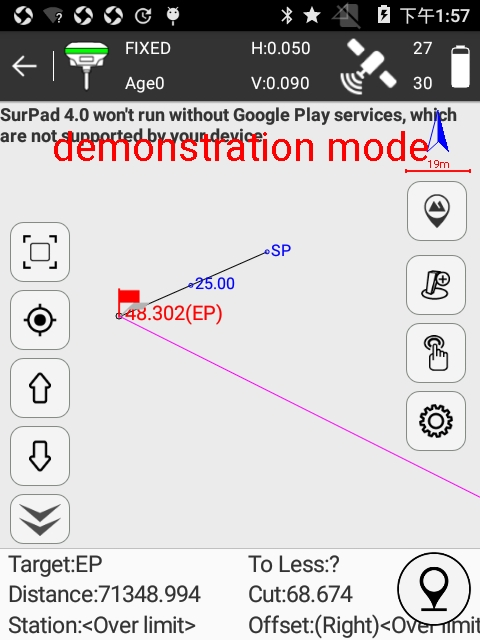 下午1:57
FIXED H:0.050 27
Age0 V:0.090 30
SurPad 4.0 won't run without Google Play services, which
are not supported by your device.
demonstration mode
19m
SP
25.00
48.302(EP)
Target:EP To Less:?
Distance:71348.994 Cut:68.674
Station:<Over limit> Offset:(Right)<Over limit